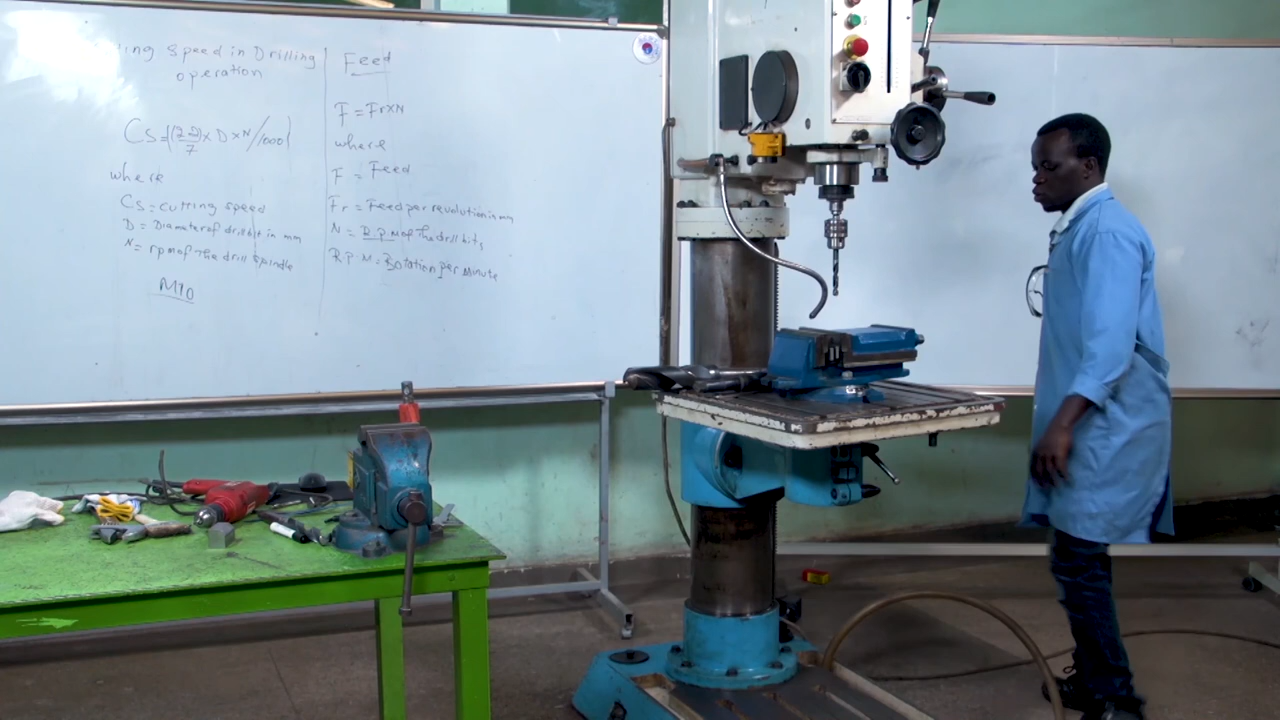 Speed in Drilling
operation
Cs=((22/7)×D×N/1000)
where
Cs = cutting speed
D = Diameter of drill bit in mm
N = rpm of the drill spindle
M10
Feed
F = Fr×N
where
F = Feed
Fr = Feed per revolution in mm
N = R.P.M of the drill bits
R.P.M = Rotation per minute